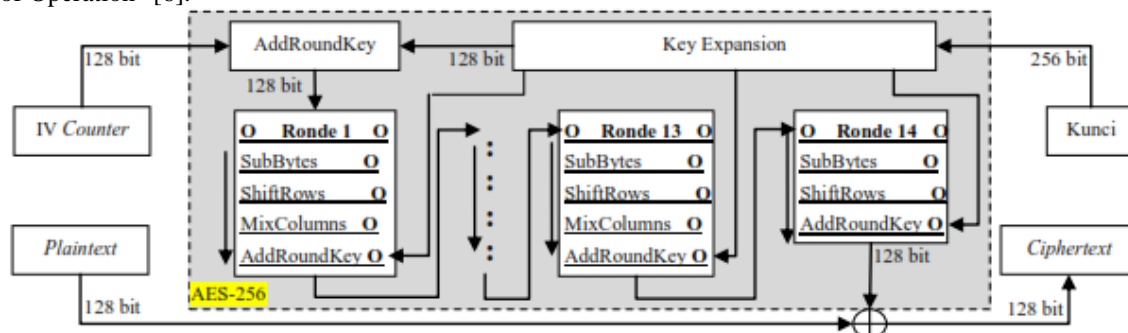 of Operation" [6].
AddRoundKey
Key Expansion
128 bit
128 bit
256 bit
128 bit
IV Counter
Kunci
O Ronde 1 O
SubBytes O
ShiftRows O
MixColumns O
AddRoundKey O
:
:
:
:
O Ronde 13 O
SubBytes O
ShiftRows O
MixColumns O
AddRoundKey O
O Ronde 14 O
SubBytes O
ShiftRows O
AddRoundKey O
128 bit
Plaintext
Ciphertext
AES-256
128 bit
128 bit